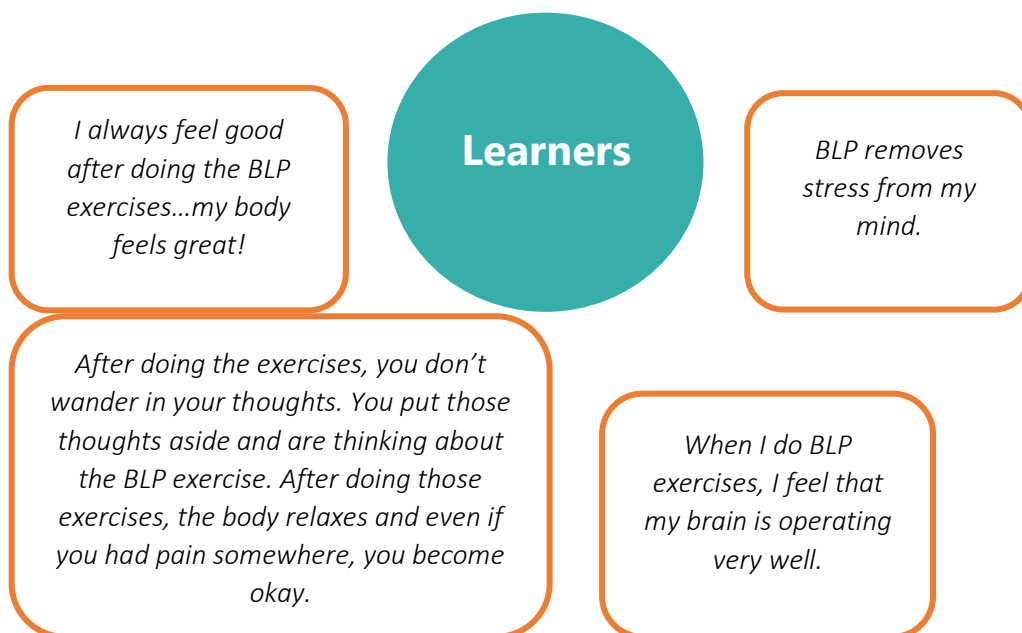 Learners
I always feel good
after doing the BLP
exercises...my body
feels great!
BLP removes
stress from my
mind.
After doing the exercises, you don’t
wander in your thoughts. You put those
thoughts aside and are thinking about
the BLP exercise. After doing those
exercises, the body relaxes and even if
you had pain somewhere, you become
okay.
When I do BLP
exercises, I feel that
my brain is operating
very well.